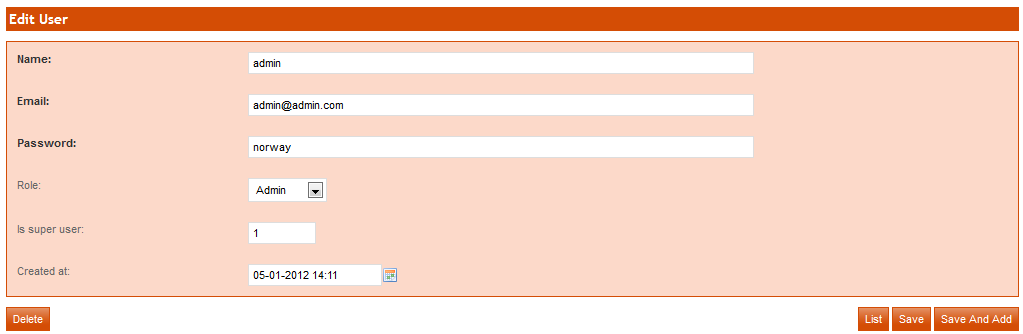 Edit User
Name: admin
Email: admin@admin.com
Password: norway
Role: Admin
Is super user: 1
Created at: 05-01-2012 14:11
Delete List Save Save And Add